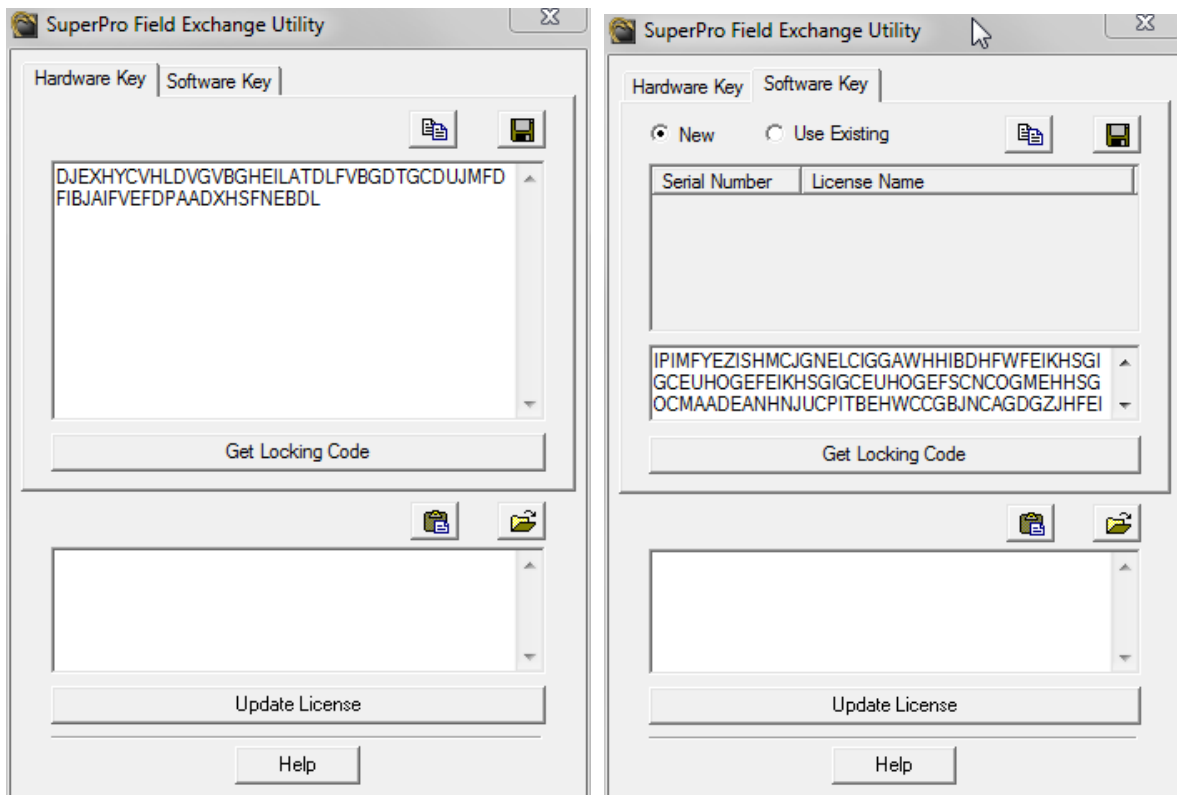 SuperPro Field Exchange Utility
Hardware Key Software Key
DJEXHYCVHLDVGVBGHEILATDLFVBGDTGCDUJMFD
FIBJAIFVEFDPAADXHSFNEBDL
Get Locking Code
Update License
Help
SuperPro Field Exchange Utility
Hardware Key Software Key
New Use Existing
Serial Number License Name
IPIMFYEZISHMCJGNELCIGGAWHHIBDHFWFEIKHSGI
GCEUHOGEFEIKHSGIGCEUHOGEFSCNCOGMEHHSG
OCMAADEANHNJUCPITBEHWCCGBJNCAGDGZJHFEI
Get Locking Code
Update License
Help